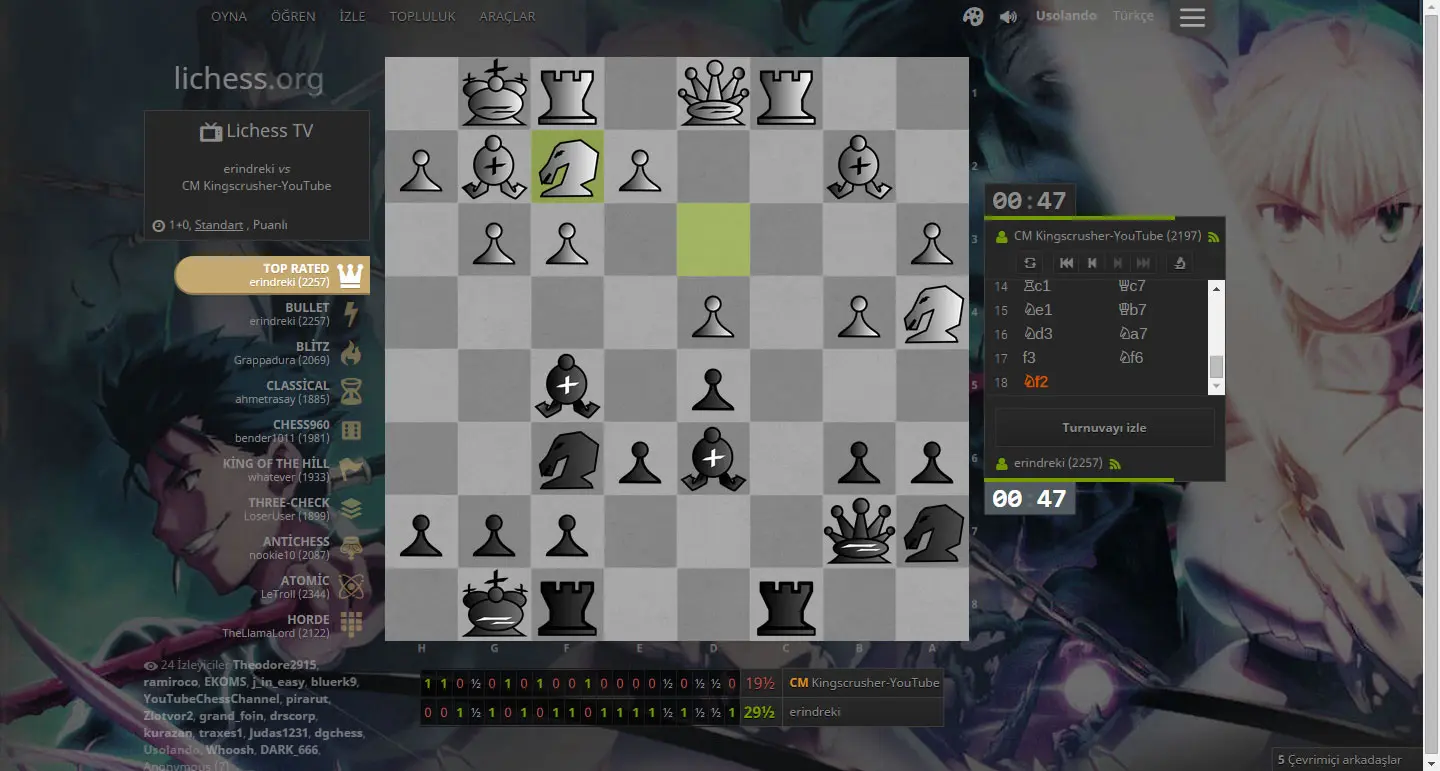 OYNA ÖĞREN İZLE TOPLULUK ARAÇLAR
Usolando Türkçe
lichess.org
Lichess TV
erindreki vs
CM Kingscrusher-YouTube
1+0, Standart , Puanlı
TOP RATED
erindreki (2257)
BULLET
erindreki (2257)
BLİTZ
Grappadura (2069)
CLASSİCAL
ahmetrasay (1885)
CHESS960
bender1011 (1981)
KİNG OF THE HİLL
whatever (1933)
THREE-CHECK
LoserUser (1899)
ANTİCHESS
nookie10 (2087)
ATOMİC
LeTroll (2344)
HORDE
TheLlamaLord (2122)
24 İzleyiciler Theodore2915,
ramiroco, EKOMS, j_in_easy, bluerk9,
YouTubeChessChannel, pirarut,
Zlotvor2, grand_fojn, drscorp,
kurazan, traxes1, Judas1231, dgchess,
Usolando, Whoosh, DARK_666,
Anonymous (7)
1
2
3
4
5
6
7
8
H G F E D C B A
00:47
CM Kingscrusher-YouTube (2197)
14 ♖c1 ♕c7
15 ♘e1 ♕b7
16 ♘d3 ♘a7
17 f3 ♘f6
18 ♘f2
Turnuvayı izle
erindreki (2257)
00:47
1 1 0 ½ 0 1 0 1 0 0 1 0 0 0 0 ½ 0 ½ ½ 0 19½ CM Kingscrusher-YouTube
0 0 1 ½ 1 0 1 0 1 1 0 1 1 1 1 ½ 1 ½ ½ 1 29½ erindreki
5 Çevrimiçi arkadaşlar